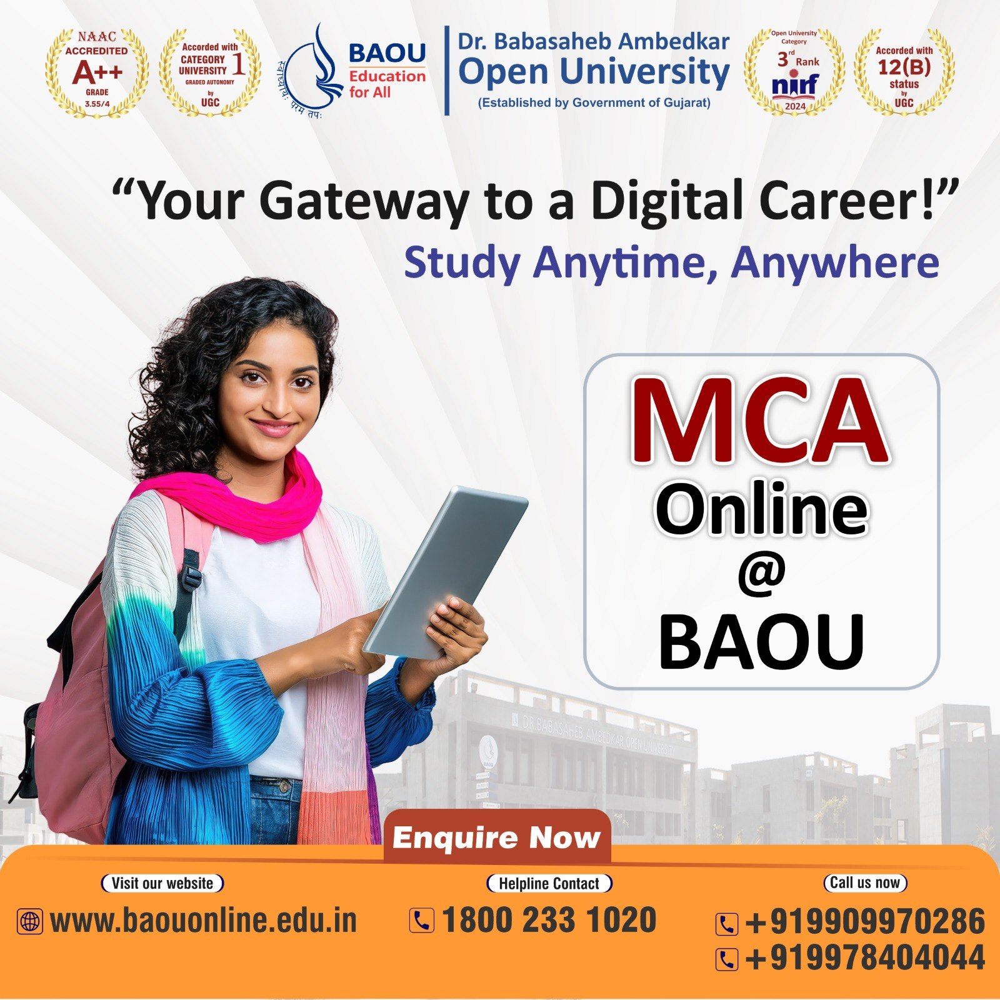 NAAC
ACCREDITED
A++
GRADE
3.55/4
Accorded with
CATEGORY 1
UNIVERSITY
GRADED AUTONOMY
by
UGC
स्वाध्यायः परमं तपः
BAOU
Education
for All
Dr. Babasaheb Ambedkar
Open University
(Established by Government of Gujarat)
Open University
Category
3rd Rank
nirf
2024
Accorded with
12(B)
status
by
UGC
“Your Gateway to a Digital Career!”
Study Anytime, Anywhere
MCA
Online
@
BAOU
DR.BABASAHEB AMBEDKAR OPEN UNIVERSITY
BAOU
Enquire Now
Visit our website
www.baouonline.edu.in
Helpline Contact
1800 233 1020
Call us now
+919909970286
+919978404044